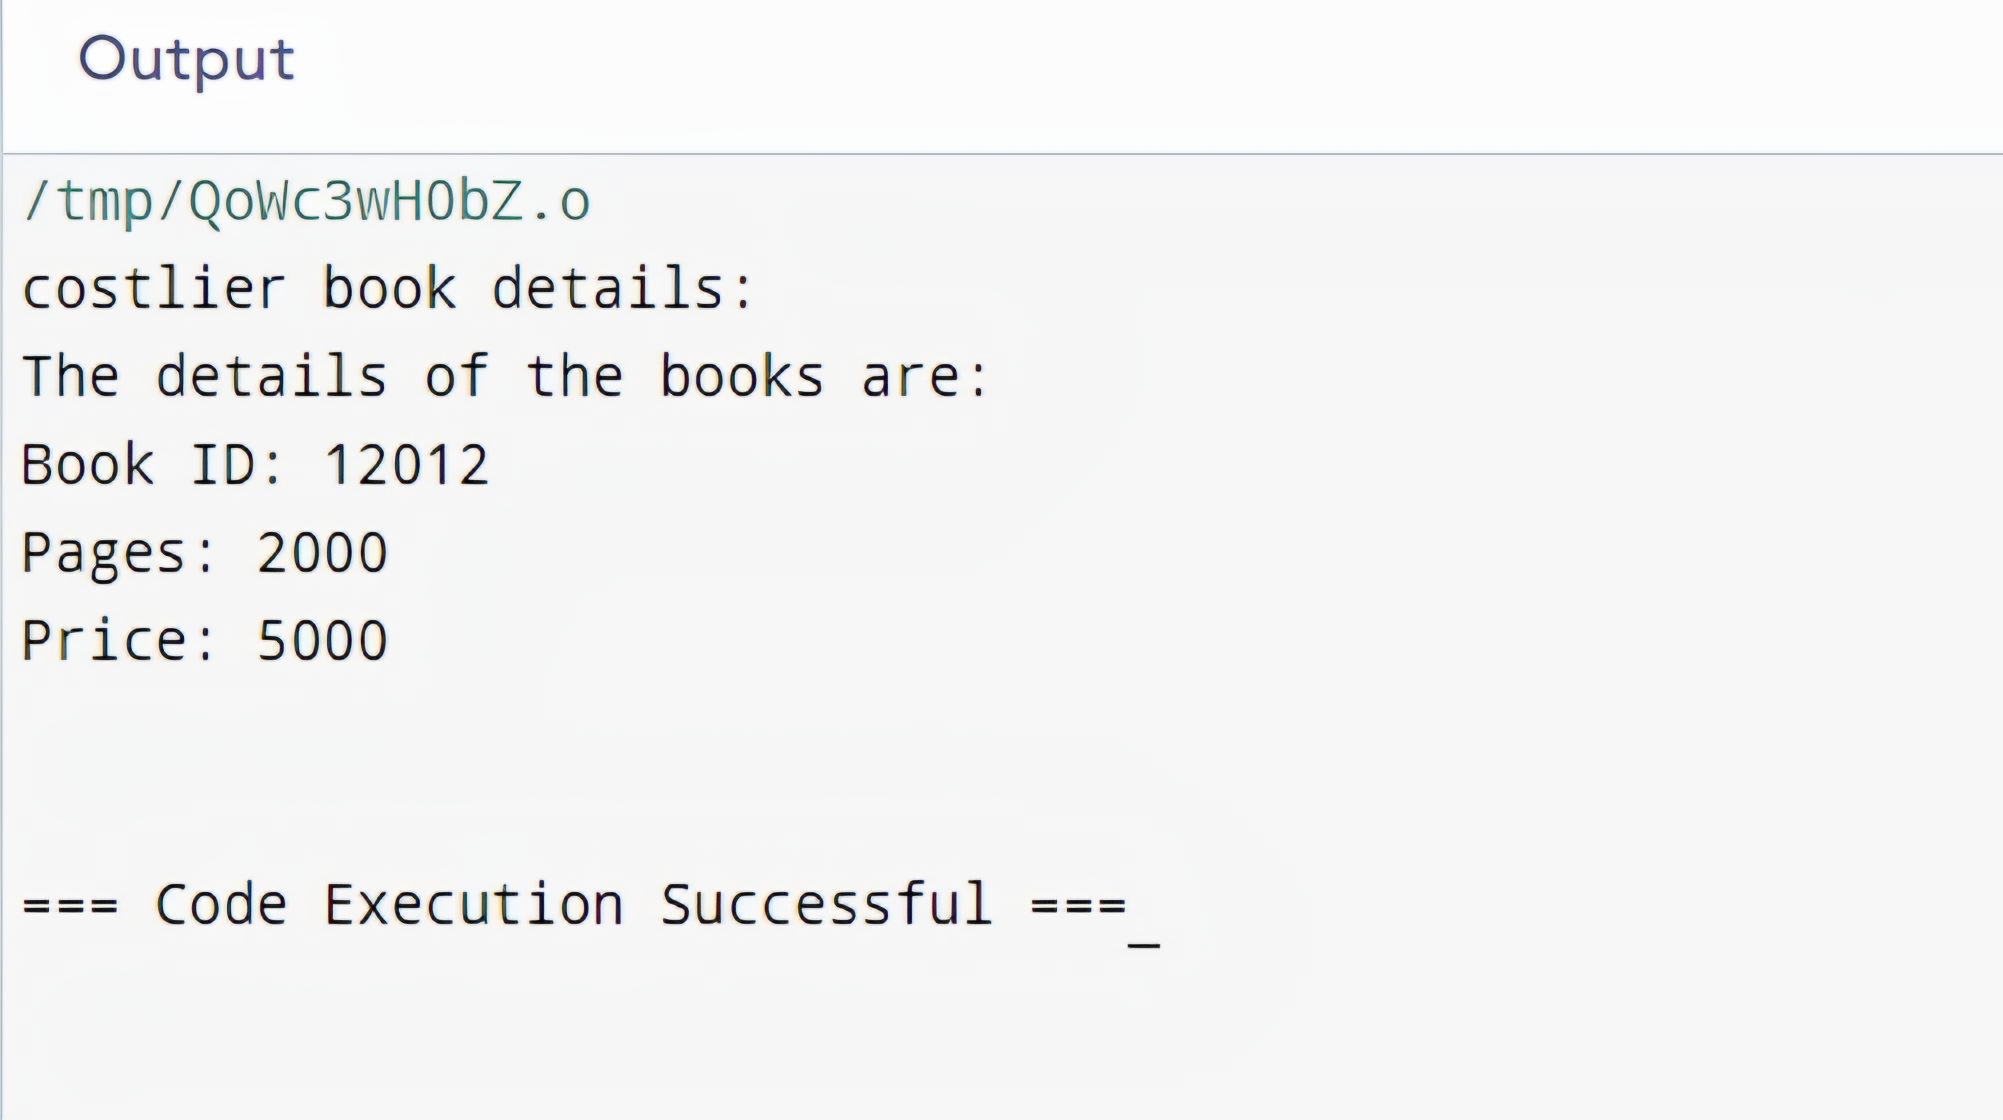 Output
/tmp/QoWc3wH0bZ.o
costlier book details:
The details of the books are:
Book ID: 12012
Pages: 2000
Price: 5000
=== Code Execution Successful ===_